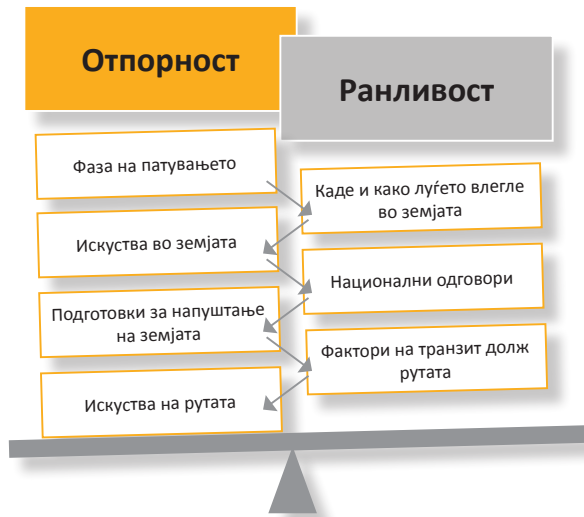 Отпорност
Ранливост
Фаза на патувањето
Каде и како луѓето влегле
во земјата
Искуства во земјата
Национални одговори
Подготовки за напуштање
на земјата
Фактори на транзит долж
рутата
Искуства на рутата